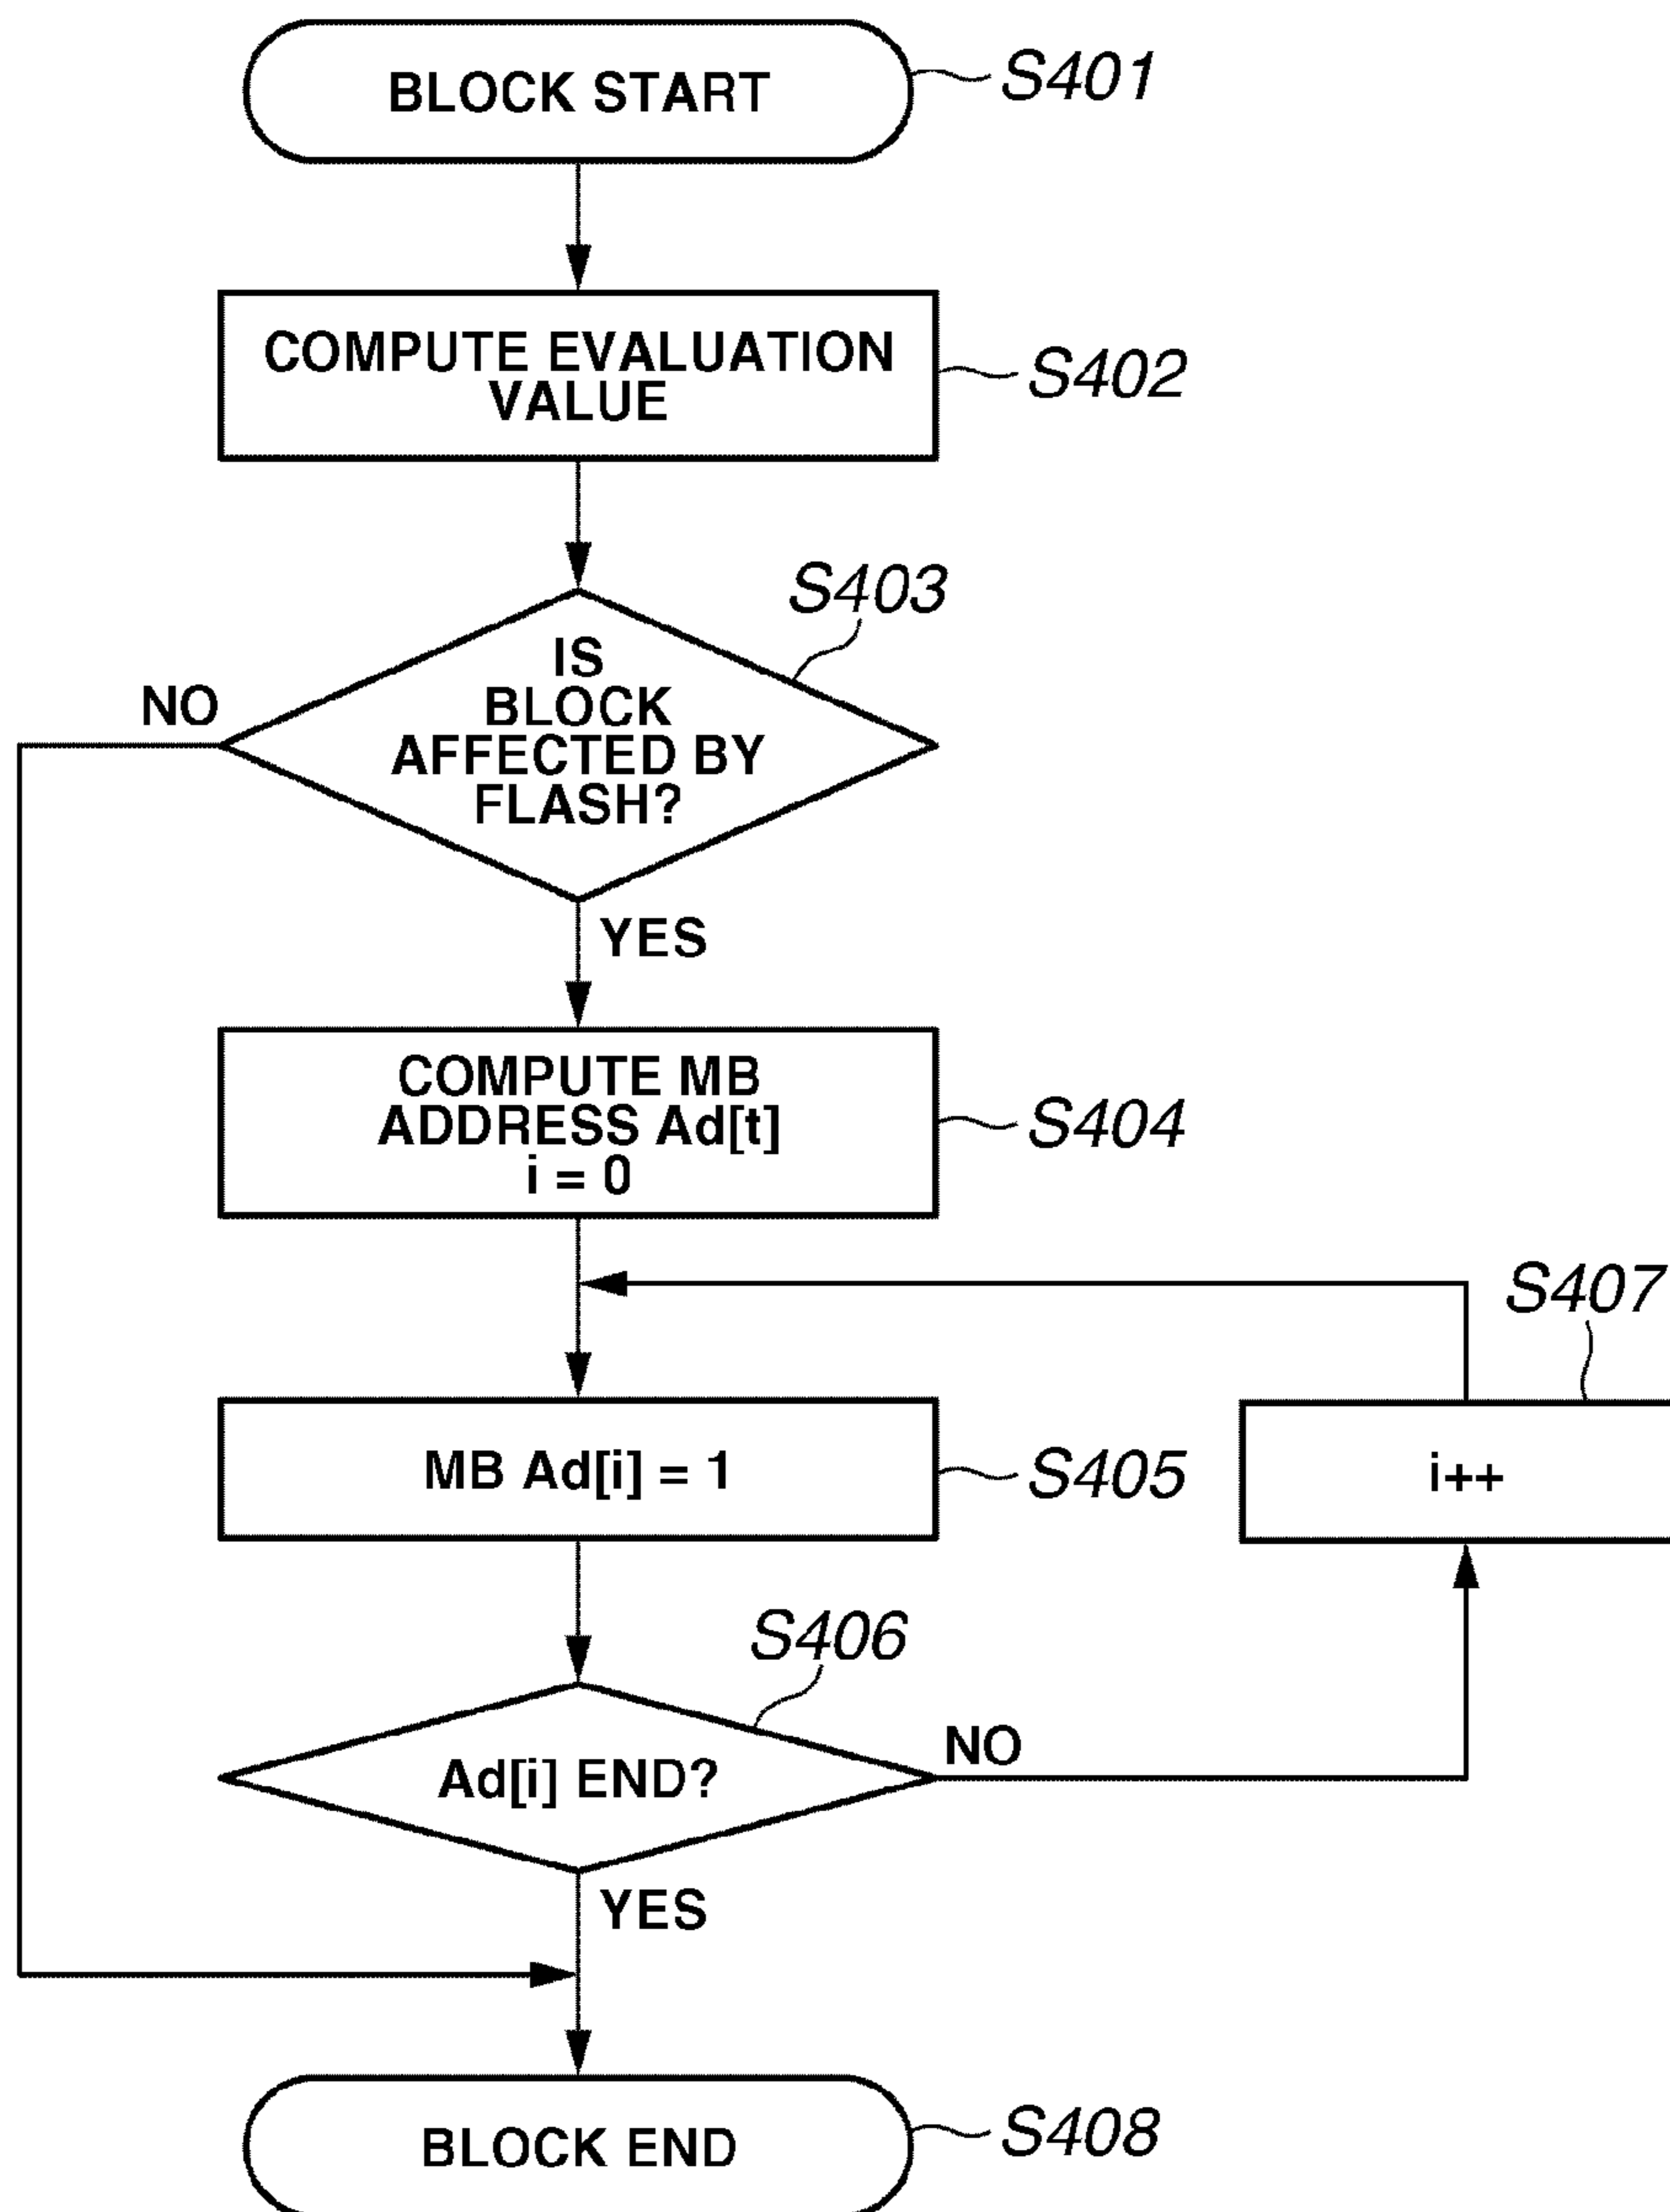 BLOCK START
S401
COMPUTE EVALUATION
VALUE
S402
S403
IS
BLOCK
AFFECTED BY
FLASH?
NO
YES
COMPUTE MB
ADDRESS Ad[t]
i = 0
S404
S407
MB Ad[i] = 1
S405
i++
S406
Ad[i] END?
NO
YES
BLOCK END
S408